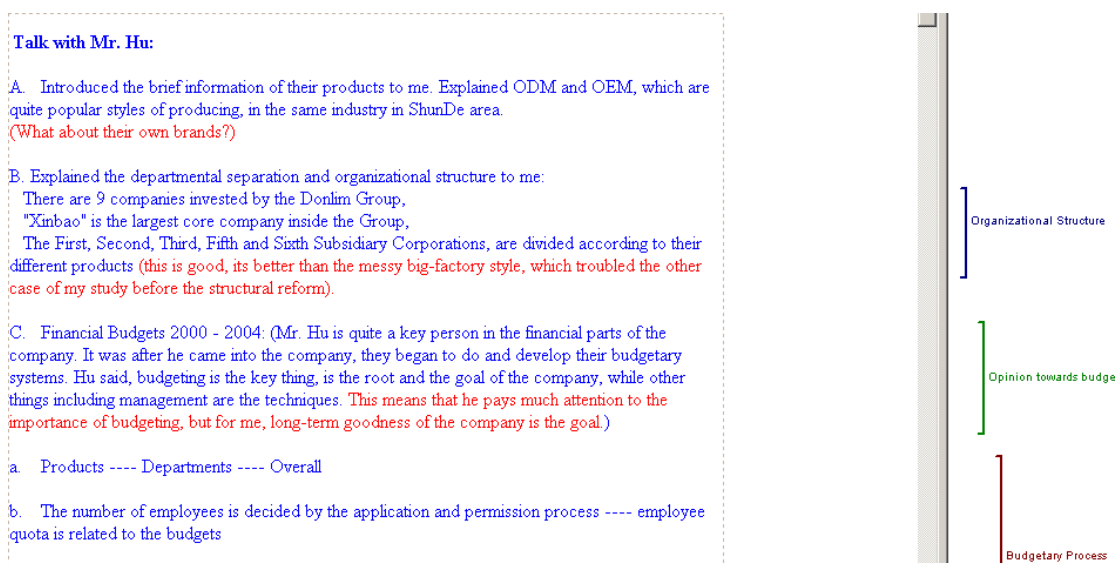 Talk with Mr. Hu:
A. Introduced the brief information of their products to me. Explained ODM and OEM, which are
quite popular styles of producing, in the same industry in ShunDe area.
(What about their own brands?)
B. Explained the departmental separation and organizational structure to me:
There are 9 companies invested by the Donlim Group,
"Xinbao" is the largest core company inside the Group,
The First, Second, Third, Fifth and Sixth Subsidiary Corporations, are divided according to their
different products (this is good, its better than the messy big-factory style, which troubled the other
case of my study before the structural reform).
C. Financial Budgets 2000 - 2004: (Mr. Hu is quite a key person in the financial parts of the
company. It was after he came into the company, they began to do and develop their budgetary
systems. Hu said, budgeting is the key thing, is the root and the goal of the company, while other
things including management are the techniques. This means that he pays much attention to the
importance of budgeting, but for me, long-term goodness of the company is the goal.)
a. Products ---- Departments ---- Overall
b. The number of employees is decided by the application and permission process ---- employee
quota is related to the budgets
Organizational Structure
Opinion towards budge
Budgetary Process